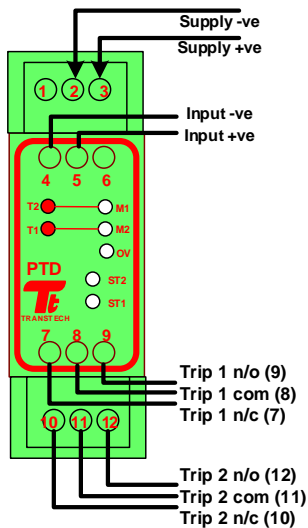 Supply -ve
Supply +ve
1 2 3
Input -ve
Input +ve
4 5 6
T2 M1
T1 M2
OV
PTD
ST2
Tt
ST1
TRANSTECH
7 8 9
Trip 1 n/o (9)
Trip 1 com (8)
Trip 1 n/c (7)
10 11 12
Trip 2 n/o (12)
Trip 2 com (11)
Trip 2 n/c (10)